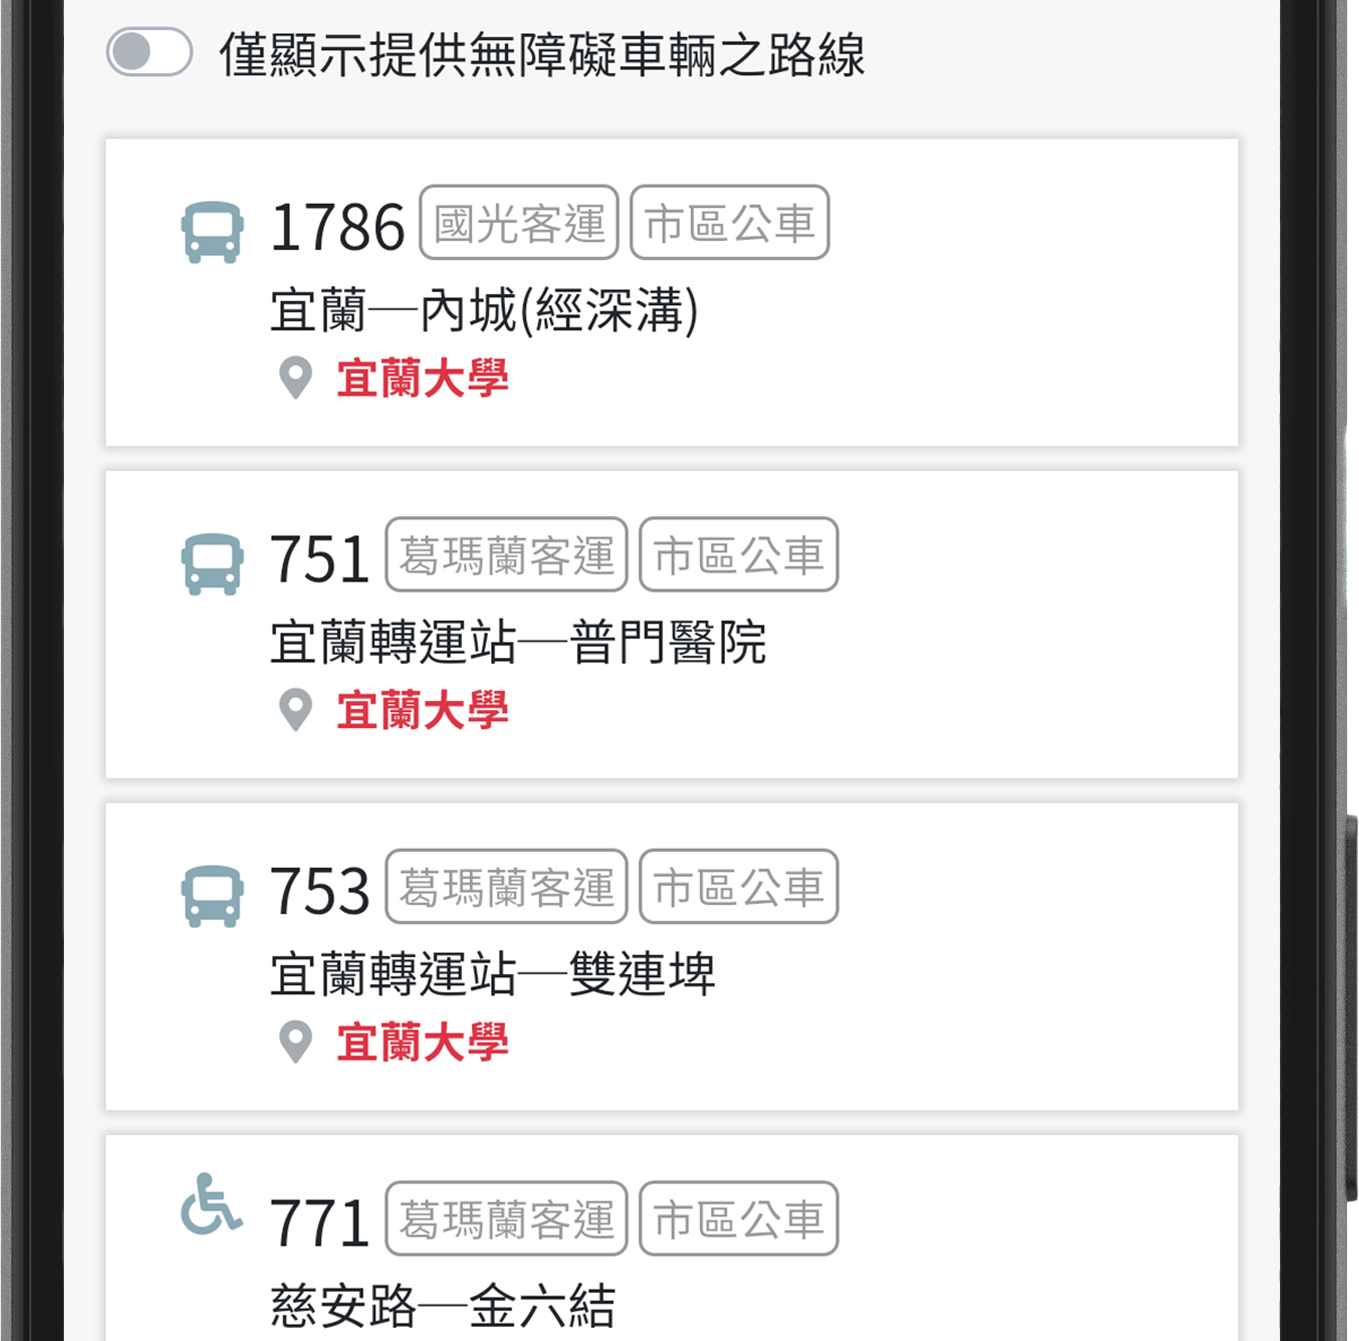 僅顯示提供無障礙車輛之路線
1786 國光客運 市區公車
宜蘭—內城(經深溝)
宜蘭大學
751 葛瑪蘭客運 市區公車
宜蘭轉運站—普門醫院
宜蘭大學
753 葛瑪蘭客運 市區公車
宜蘭轉運站—雙連埤
宜蘭大學
771 葛瑪蘭客運 市區公車
慈安路—金六結